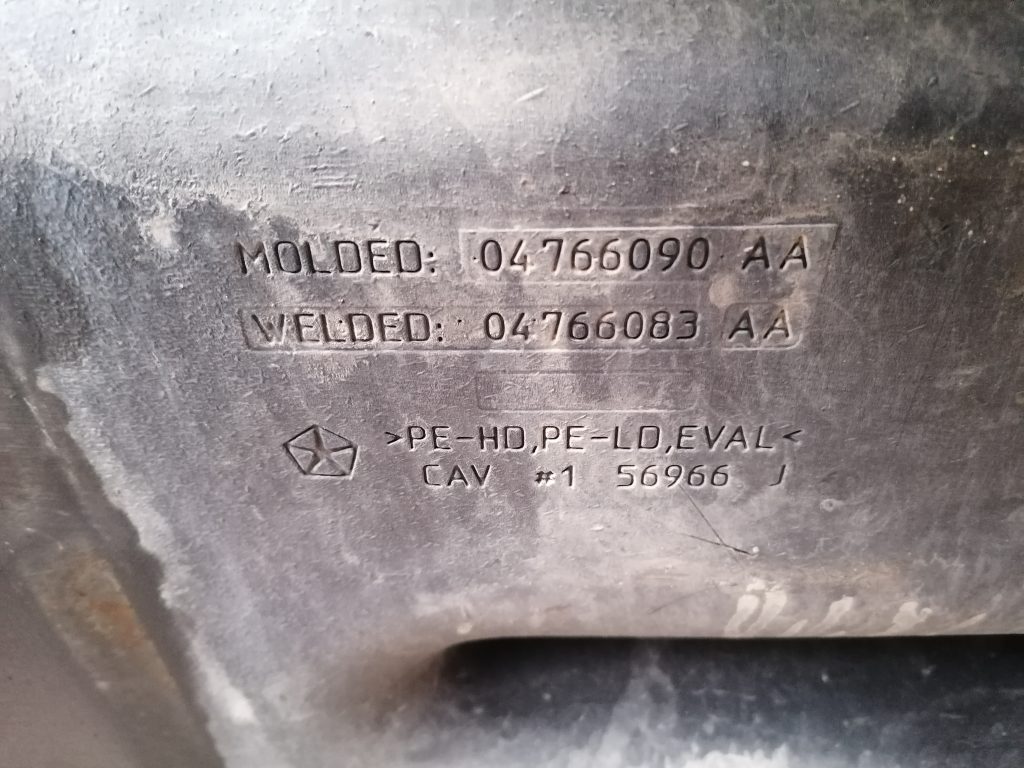 MOLDED: 04766090 AA
WELDED: 04766083 AA
>PE-HD,PE-LD,EVAL<
CAV #1 56966 J